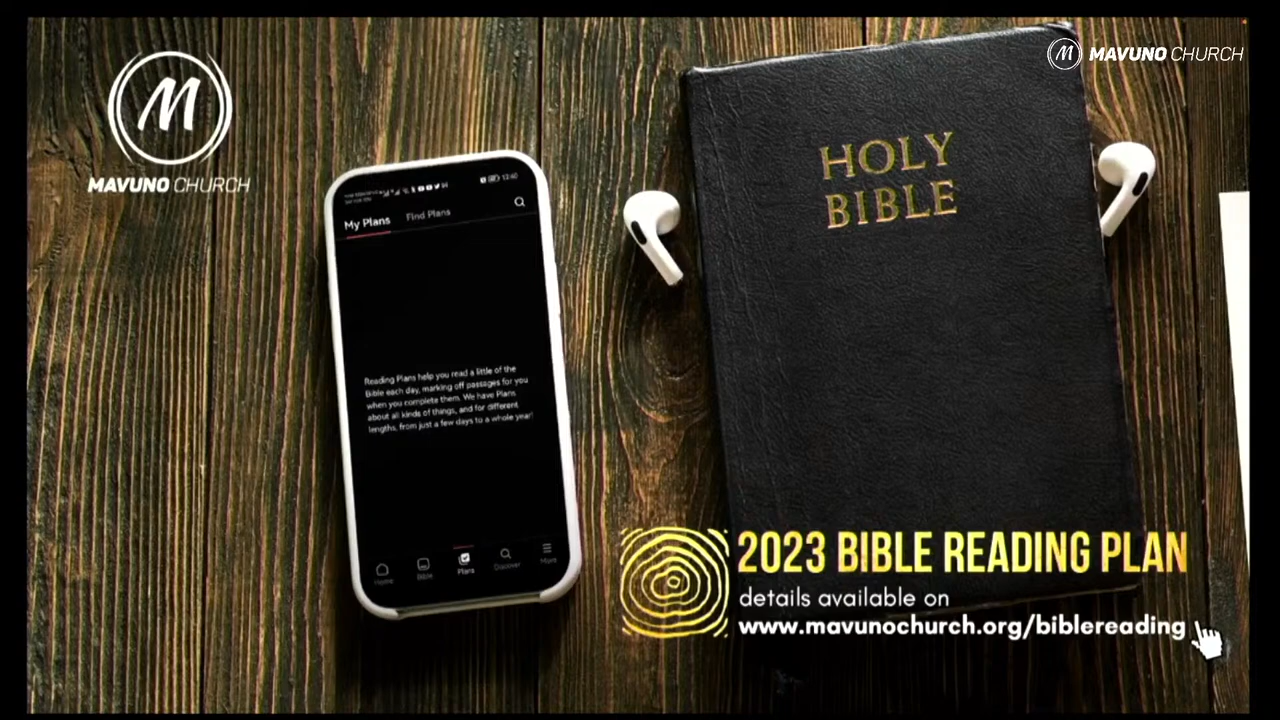 MAVUNO CHURCH
M
MAVUNO CHURCH
HOLY
BIBLE
12:40
My Plans
Find Plans
Reading Plans help you read a little of the
Bible each day, marking off passages for you
when you complete them. We have Plans
about all kinds of things, and for different
lengths, from just a few days to a whole year!
Home
Bible
Plans
Discover
More
2023 BIBLE READING PLAN
details available on
www.mavunochurch.org/biblereading